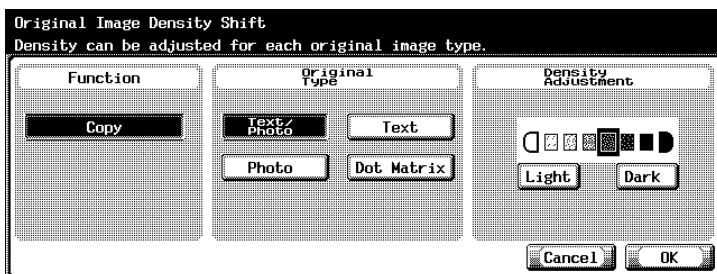 Original Image Density Shift
Density can be adjusted for each original image type.
Function
Original
Type
Density
Adjustment
Copy
Text/
Photo
Text
Photo
Dot Matrix
Light
Dark
Cancel
OK